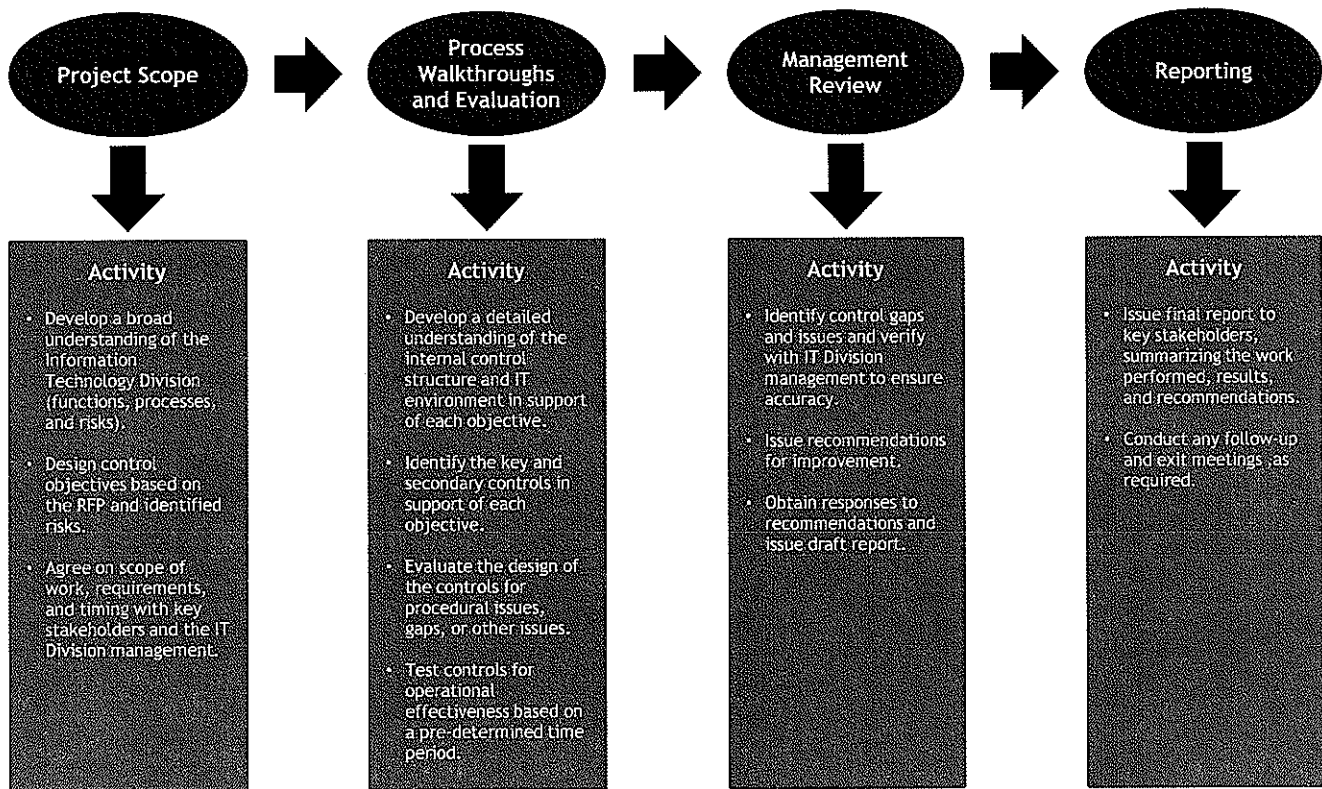 Project Scope
Process
Walkthroughs
and Evaluation
Management
Review
Reporting
Activity
• Develop a broad
understanding of the
Information
Technology Division
(functions, processes,
and risks).
• Design control
objectives based on
the RFP and identified
risks.
• Agree on scope of
work, requirements,
and timing with key
stakeholders and the IT
Division management.
Activity
• Develop a detailed
understanding of the
internal control
structure and IT
environment in support
of each objective.
• Identify the key and
secondary controls in
support of each
objective.
• Evaluate the design of
the controls for
procedural issues,
gaps, or other issues.
• Test controls for
operational
effectiveness based on
a pre-determined time
period.
Activity
• Identify control gaps
and issues and verify
with IT Division
management to ensure
accuracy.
• Issue recommendations
for improvement.
• Obtain responses to
recommendations and
issue draft report.
Activity
• Issue final report to
key stakeholders,
summarizing the work
performed, results,
and recommendations.
• Conduct any follow-up
and exit meetings ,as
required.